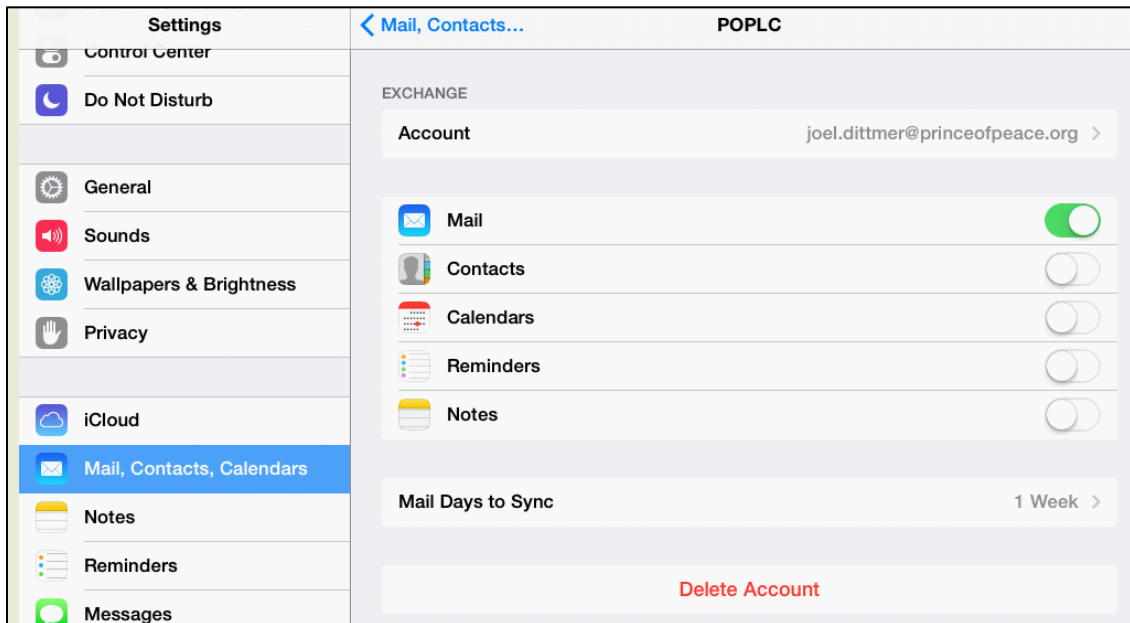 Settings
Control Center
Do Not Disturb
General
Sounds
Wallpapers & Brightness
Privacy
iCloud
Mail, Contacts, Calendars
Notes
Reminders
Messages
Mail, Contacts...
POPLC
EXCHANGE
Account joel.dittmer@princeofpeace.org
Mail
Contacts
Calendars
Reminders
Notes
Mail Days to Sync 1 Week
Delete Account